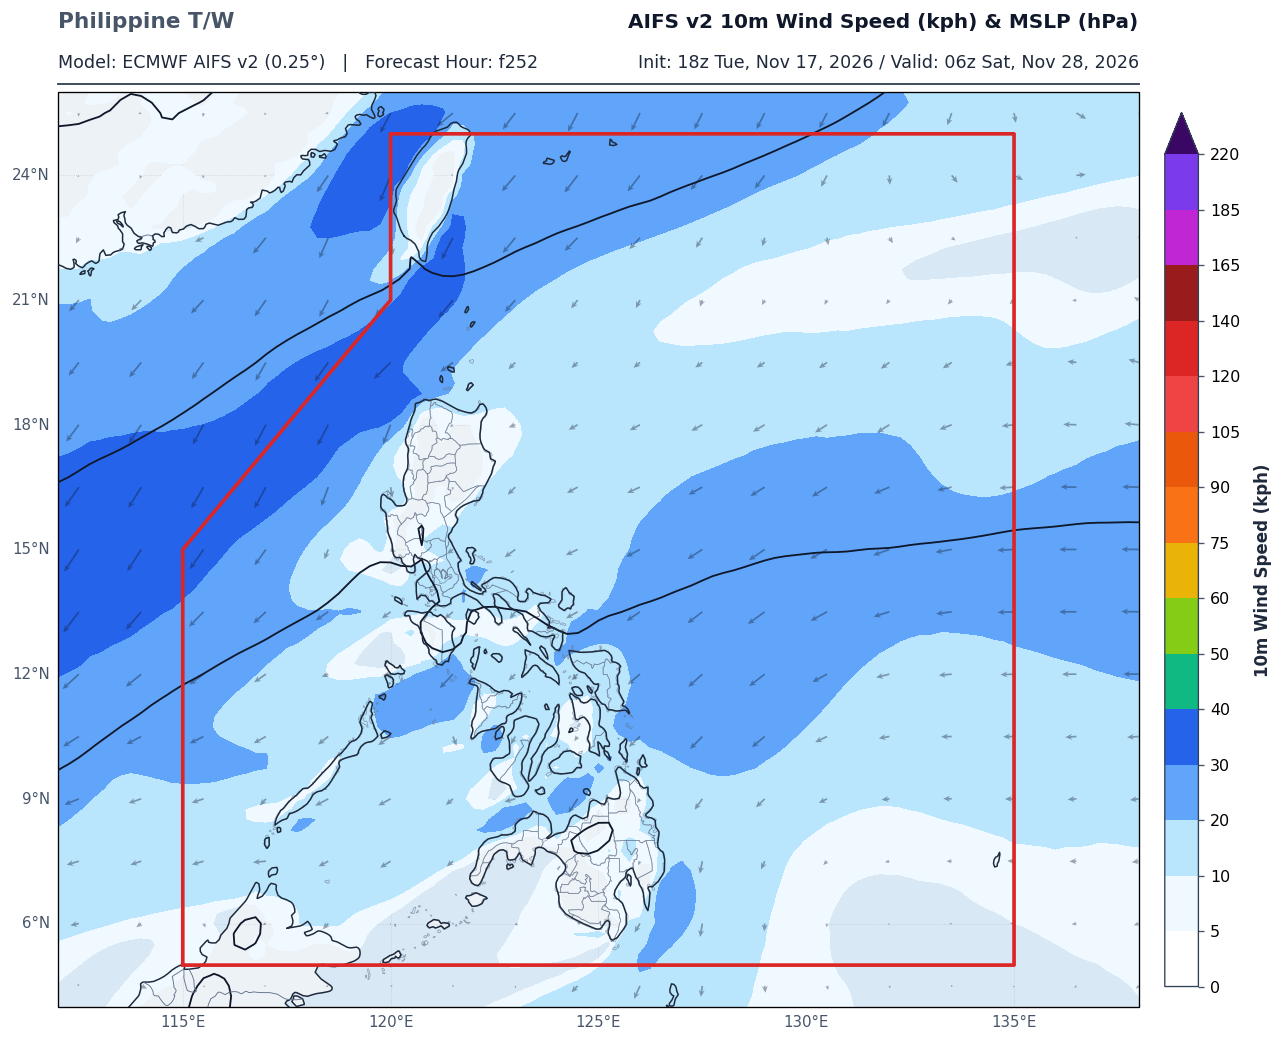 Philippine T/W
AIFS v2 10m Wind Speed (kph) & MSLP (hPa)
Model: ECMWF AIFS v2 (0.25°) | Forecast Hour: f252
Init: 18z Tue, Nov 17, 2026 / Valid: 06z Sat, Nov 28, 2026
24°N
21°N
18°N
15°N
12°N
9°N
6°N
115°E
120°E
125°E
130°E
135°E
220
185
165
140
120
105
90
75
60
50
40
30
20
10
5
0
10m Wind Speed (kph)